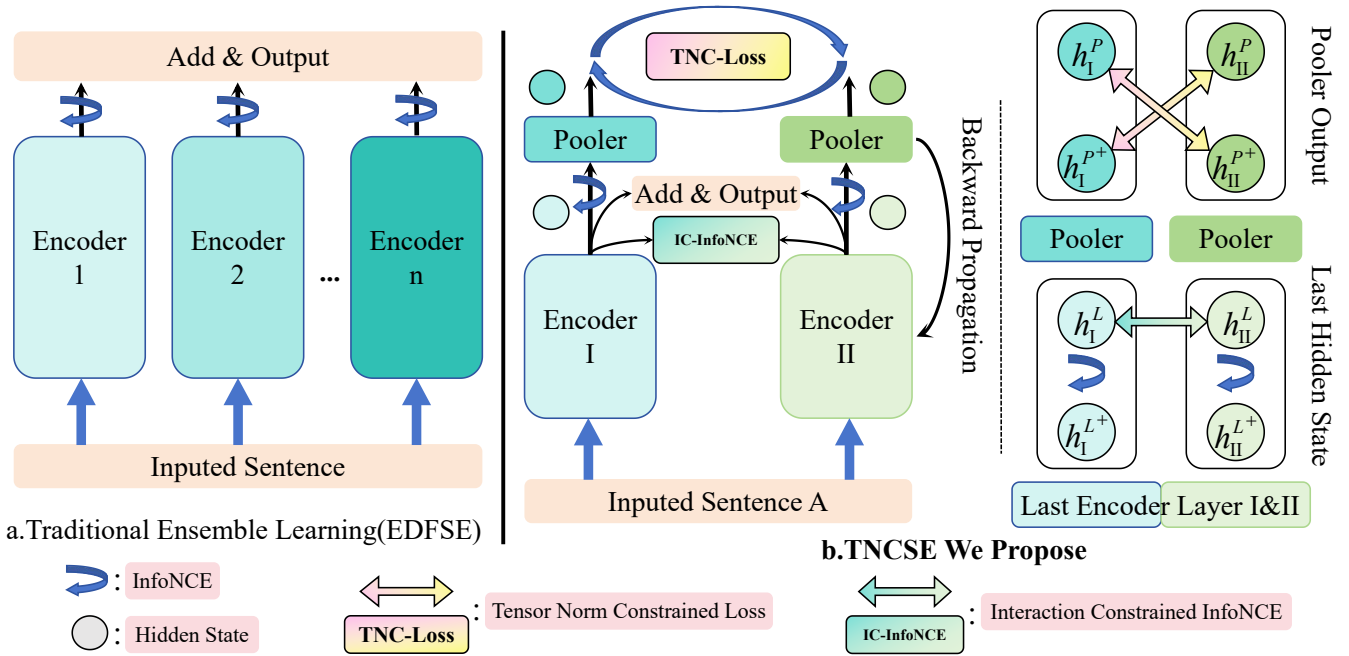 Add & Output
Encoder
1
Encoder
2
...
Encoder
n
Inputed Sentence
a.Traditional Ensemble Learning(EDFSE)
TNC-Loss
Pooler
Pooler
Add & Output
IC-InfoNCE
Encoder
I
Encoder
II
Backward Propagation
Inputed Sentence A
h_I^P
h_II^P
h_I^{P+}
h_II^{P+}
Pooler Output
Pooler
Pooler
h_I^L
h_II^L
h_I^{L+}
h_II^{L+}
Last Hidden State
Last Encoder Layer I&II
b.TNCSE We Propose
: InfoNCE
: Hidden State
TNC-Loss
: Tensor Norm Constrained Loss
IC-InfoNCE
: Interaction Constrained InfoNCE